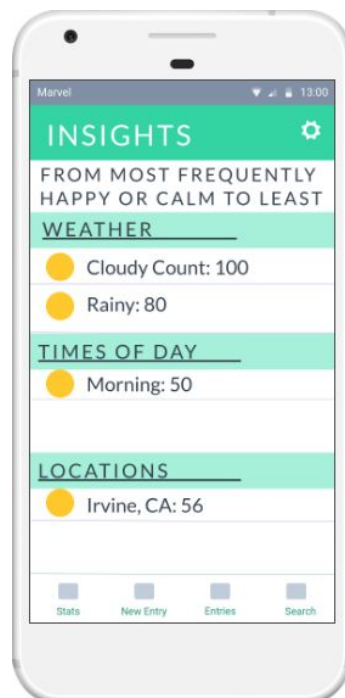 Marvel 13:00
INSIGHTS
FROM MOST FREQUENTLY
HAPPY OR CALM TO LEAST
WEATHER
Cloudy Count: 100
Rainy: 80
TIMES OF DAY
Morning: 50
LOCATIONS
Irvine, CA: 56
Stats New Entry Entries Search